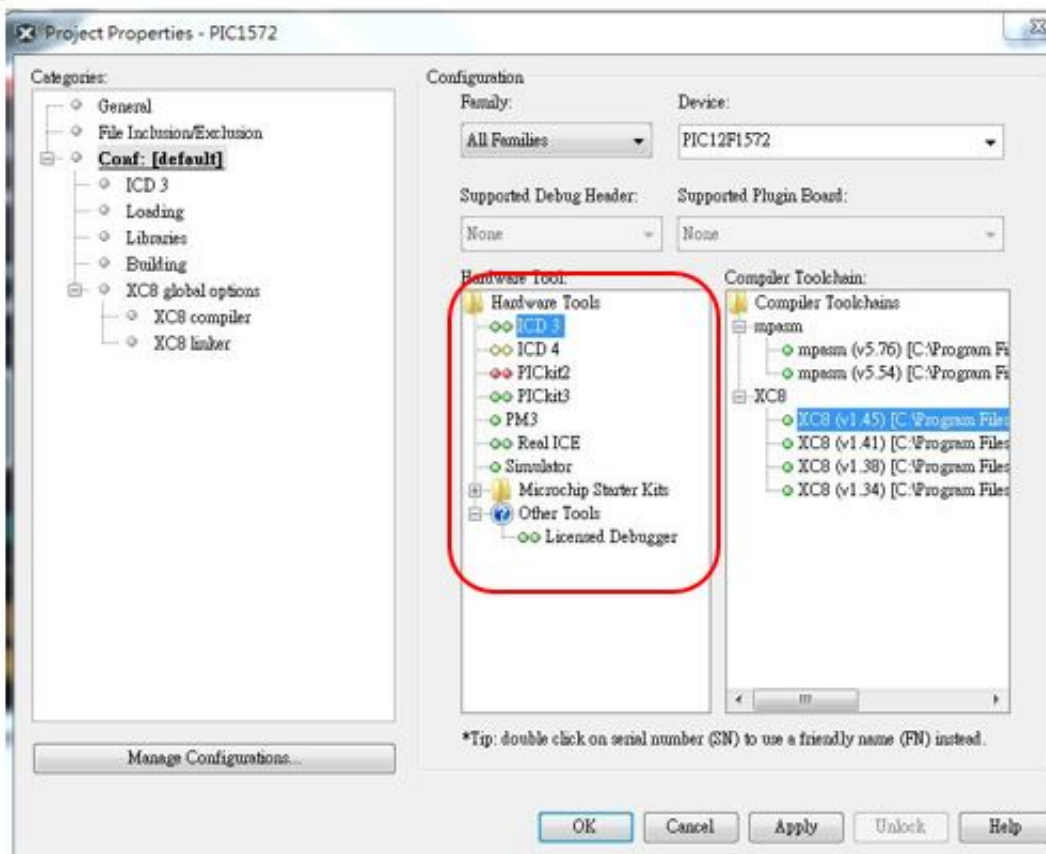 Project Properties - PIC1572
Categories:
General
File Inclusion/Exclusion
Conf: [default]
ICD 3
Loading
Libraries
Building
XC8 global options
XC8 compiler
XC8 linker
Manage Configurations...
Configuration
Family:
Device:
All Families
PIC12F1572
Supported Debug Header:
Supported Plugin Board:
None
None
Hardware Tool:
Hardware Tools
ICD 3
ICD 4
PICkit2
PICkit3
PM3
Real ICE
Simulator
Microchip Starter Kits
Other Tools
Licensed Debugger
Compiler Toolchain:
Compiler Toolchains
mpasm
mpasm (v5.76) [C:\Program Fi
mpasm (v5.54) [C:\Program Fi
XC8
XC8 (v1.45) [C:\Program Files
XC8 (v1.41) [C:\Program Files
XC8 (v1.38) [C:\Program Files
XC8 (v1.34) [C:\Program Files
*Tip: double click on serial number (SN) to use a friendly name (FN) instead.
OK
Cancel
Apply
Unlock
Help